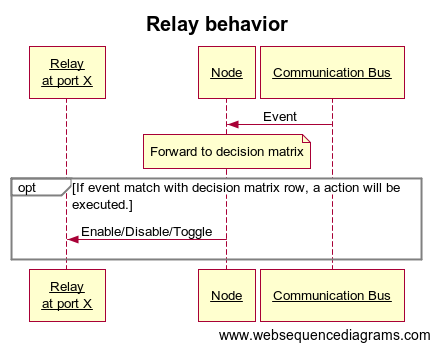 Relay behavior
Relay
at port X
Node
Communication Bus
Event
Forward to decision matrix
opt
[If event match with decision matrix row, a action will be
executed.]
Enable/Disable/Toggle
Relay
at port X
Node
Communication Bus
www.websequencediagrams.com